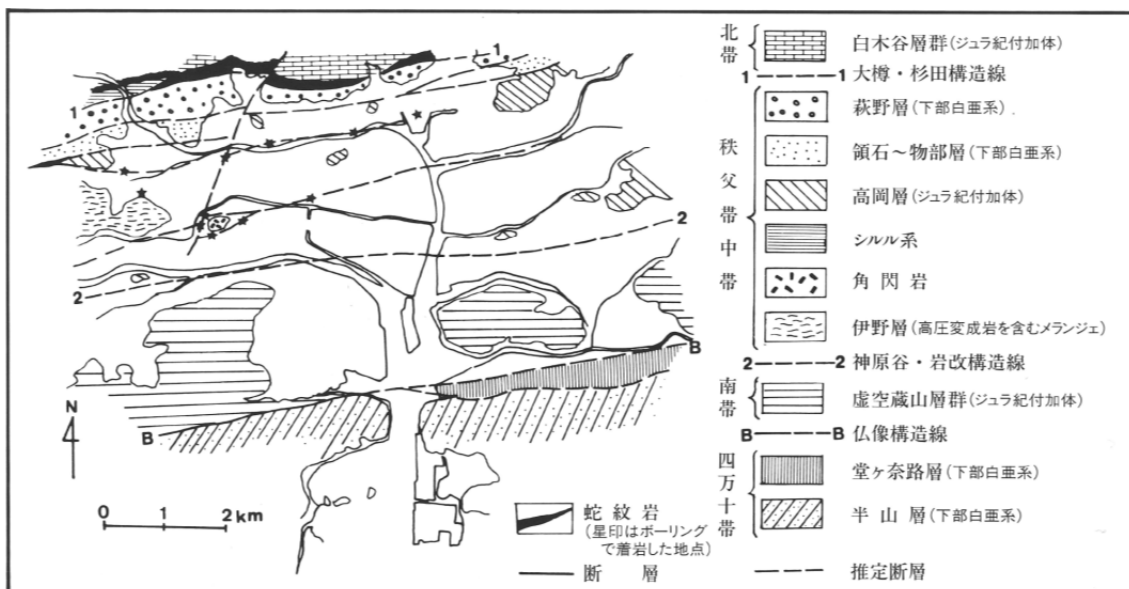 北帯
白木谷層群(ジュラ紀付加体)
1 1 大樽・杉田構造線
秩父帯中帯
萩野層(下部白亜系)
領石~物部層(下部白亜系)
高岡層(ジュラ紀付加体)
シルル系
角閃岩
伊野層(高圧変成岩を含むメランジェ)
2 2 神原谷・岩改構造線
南帯
虚空蔵山層群(ジュラ紀付加体)
B B 仏像構造線
四万十帯
堂ヶ奈路層(下部白亜系)
半山層(下部白亜系)
蛇紋岩
(星印はボーリング
で着岩した地点)
断層
推定断層
1
1
2
2
B
B
N
0 1 2 km